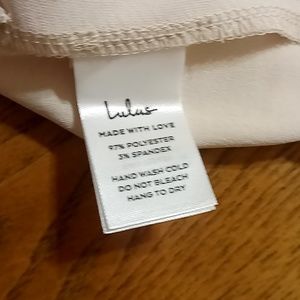 Lulus
MADE WITH LOVE
97% POLYESTER
3% SPANDEX
HAND WASH COLD
DO NOT BLEACH
HANG TO DRY